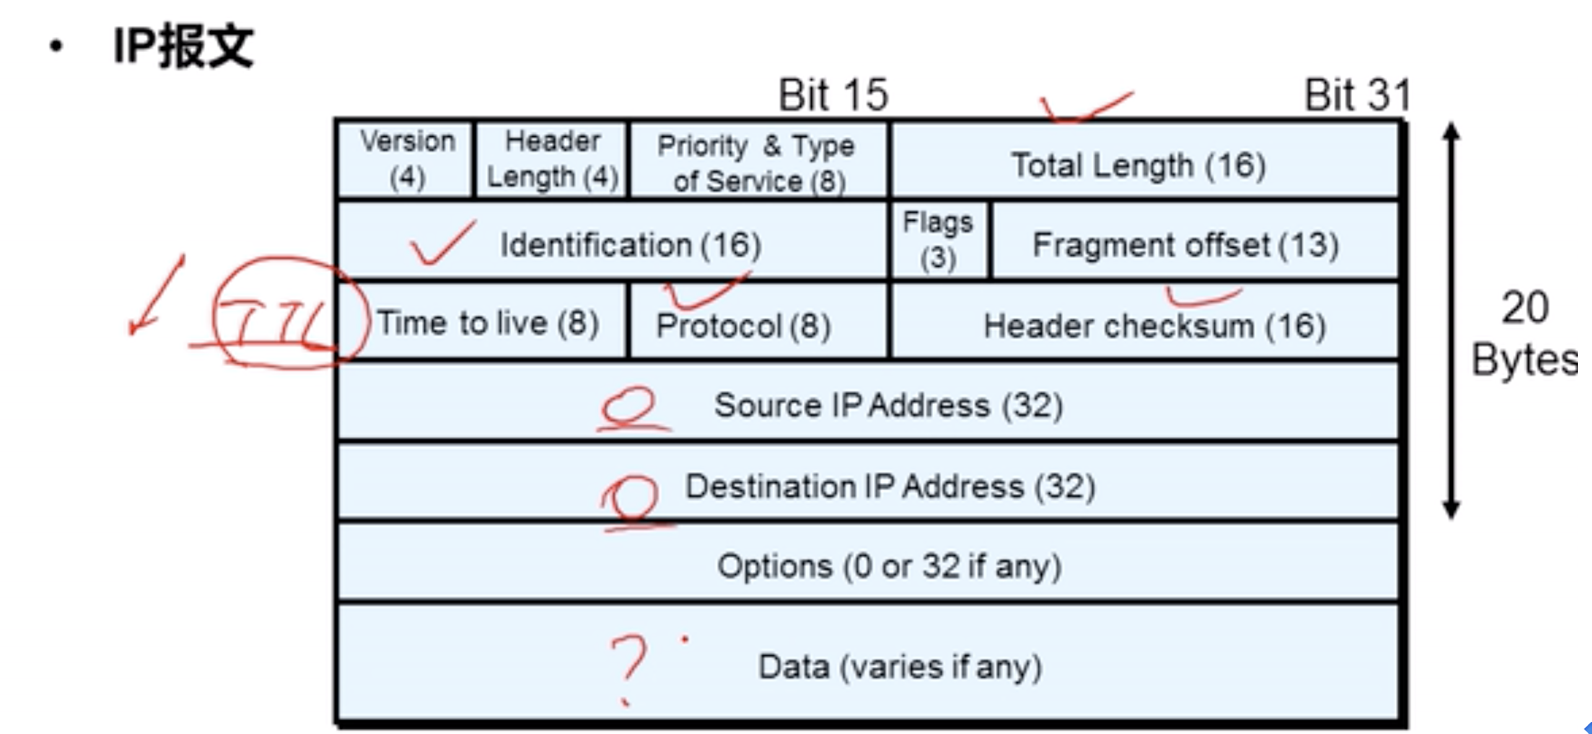 • IP报文
Bit 15 Bit 31
Version (4) Header Length (4) Priority & Type of Service (8) Total Length (16)
Identification (16) Flags (3) Fragment offset (13)
TTL Time to live (8) Protocol (8) Header checksum (16)
20 Bytes
Source IP Address (32)
Destination IP Address (32)
Options (0 or 32 if any)
? Data (varies if any)